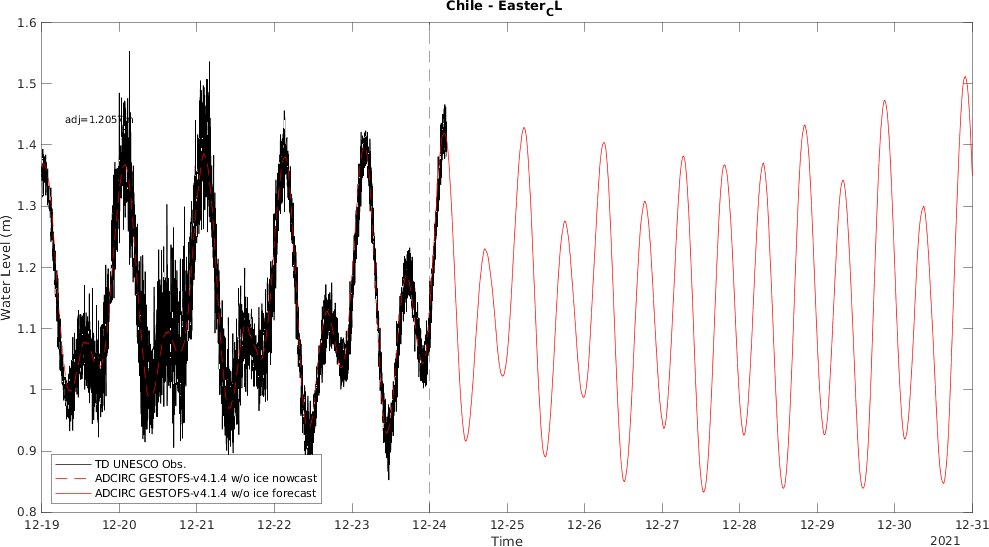 Chile - EasterCL
1.6
1.5
1.4
1.3
1.2
1.1
1
0.9
0.8
Water Level (m)
adj=1.2057m
TD UNESCO Obs.
ADCIRC GESTOFS-v4.1.4 w/o ice nowcast
ADCIRC GESTOFS-v4.1.4 w/o ice forecast
12-19 12-20 12-21 12-22 12-23 12-24 12-25 12-26 12-27 12-28 12-29 12-30 12-31
Time
2021